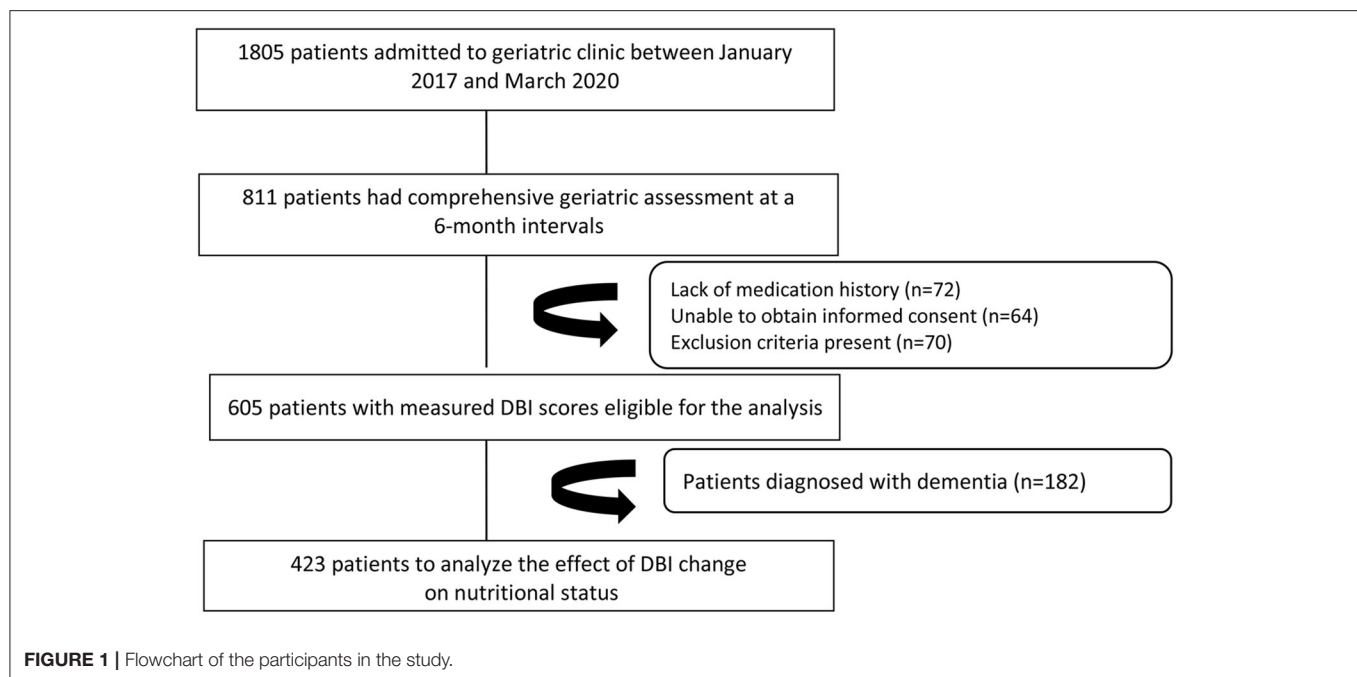 1805 patients admitted to geriatric clinic between January
2017 and March 2020
811 patients had comprehensive geriatric assessment at a
6-month intervals
Lack of medication history (n=72)
Unable to obtain informed consent (n=64)
Exclusion criteria present (n=70)
605 patients with measured DBI scores eligible for the analysis
Patients diagnosed with dementia (n=182)
423 patients to analyze the effect of DBI change
on nutritional status
FIGURE 1 | Flowchart of the participants in the study.